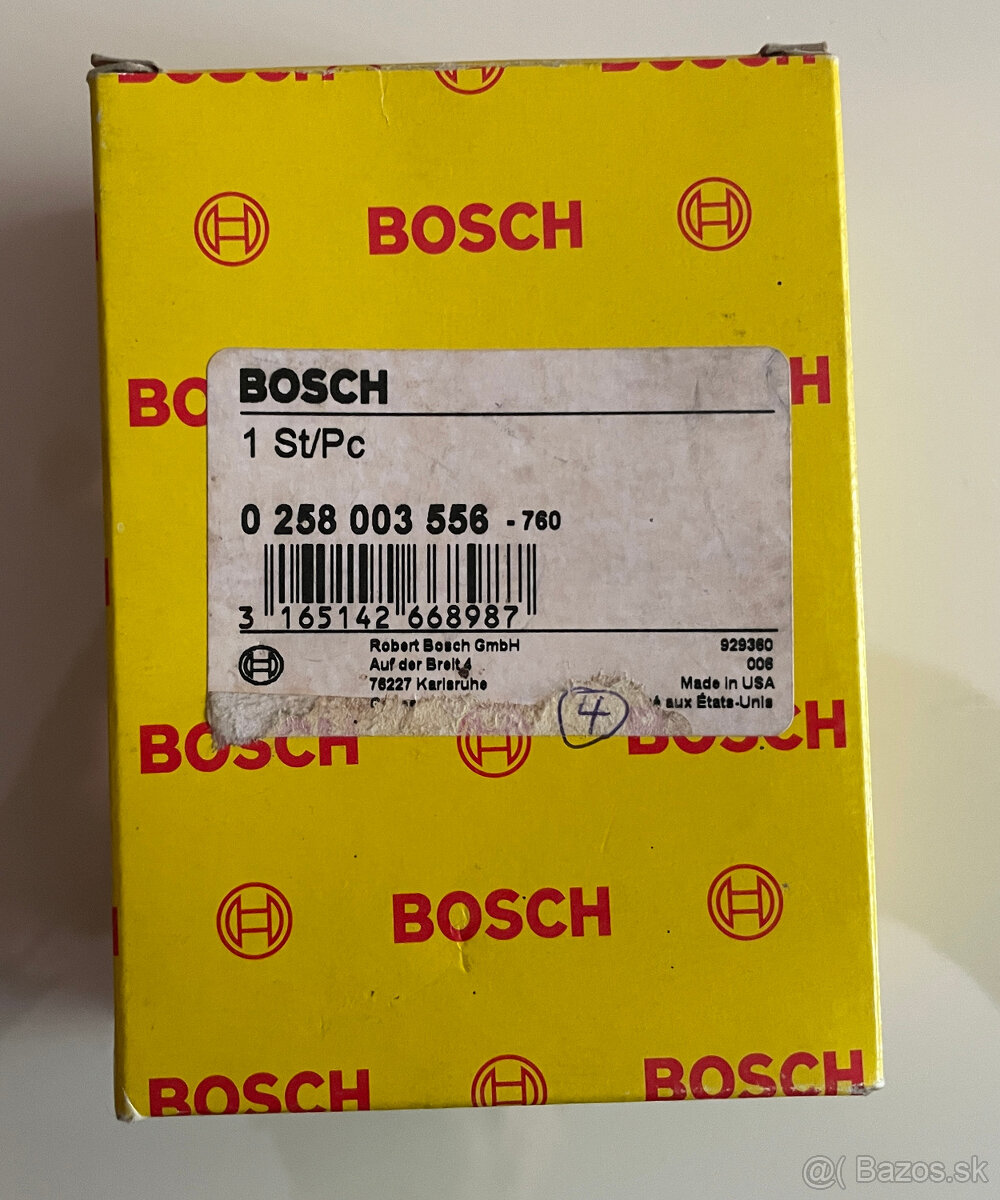 BOSCH BOSCH
BOSCH
BOSCH
1 St/Pc
0 258 003 556 - 760
3 165142 668987
Robert Bosch GmbH
Auf der Breit 4
76227 Karlsruhe
929360
006
Made in USA
aux États-Unis
4
BOSCH BOSCH
BOSCH
BOSCH BOSCH
@( Bazos.sk